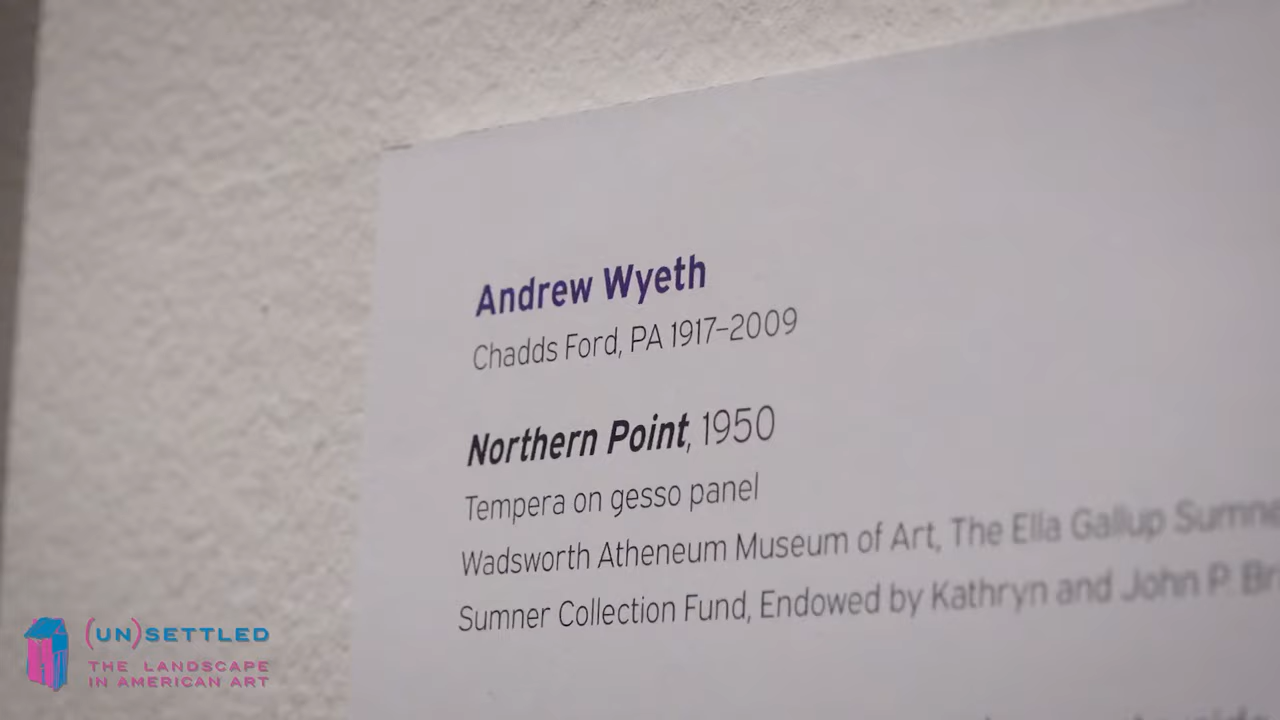 Andrew Wyeth
Chadds Ford, PA 1917–2009
Northern Point, 1950
Tempera on gesso panel
Wadsworth Atheneum Museum of Art, The Ella Gallup
Sumner Collection Fund, Endowed by Kathryn and John P.
(UN)SETTLED
THE LANDSCAPE
IN AMERICAN ART